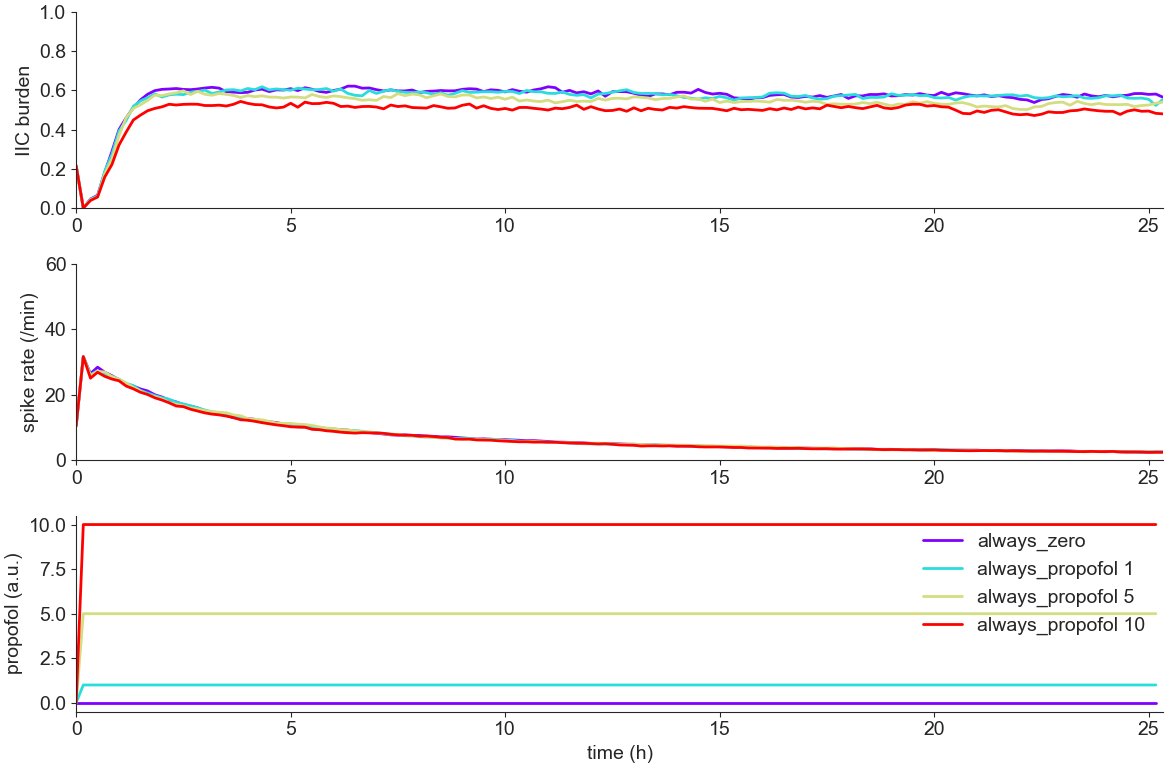 1.0
0.8
0.6
0.4
0.2
0.0
IIC burden
0 5 10 15 20 25
60
40
20
0
spike rate (/min)
0 5 10 15 20 25
10.0
7.5
5.0
2.5
0.0
propofol (a.u.)
always_zero
always_propofol 1
always_propofol 5
always_propofol 10
0 5 10 15 20 25
time (h)